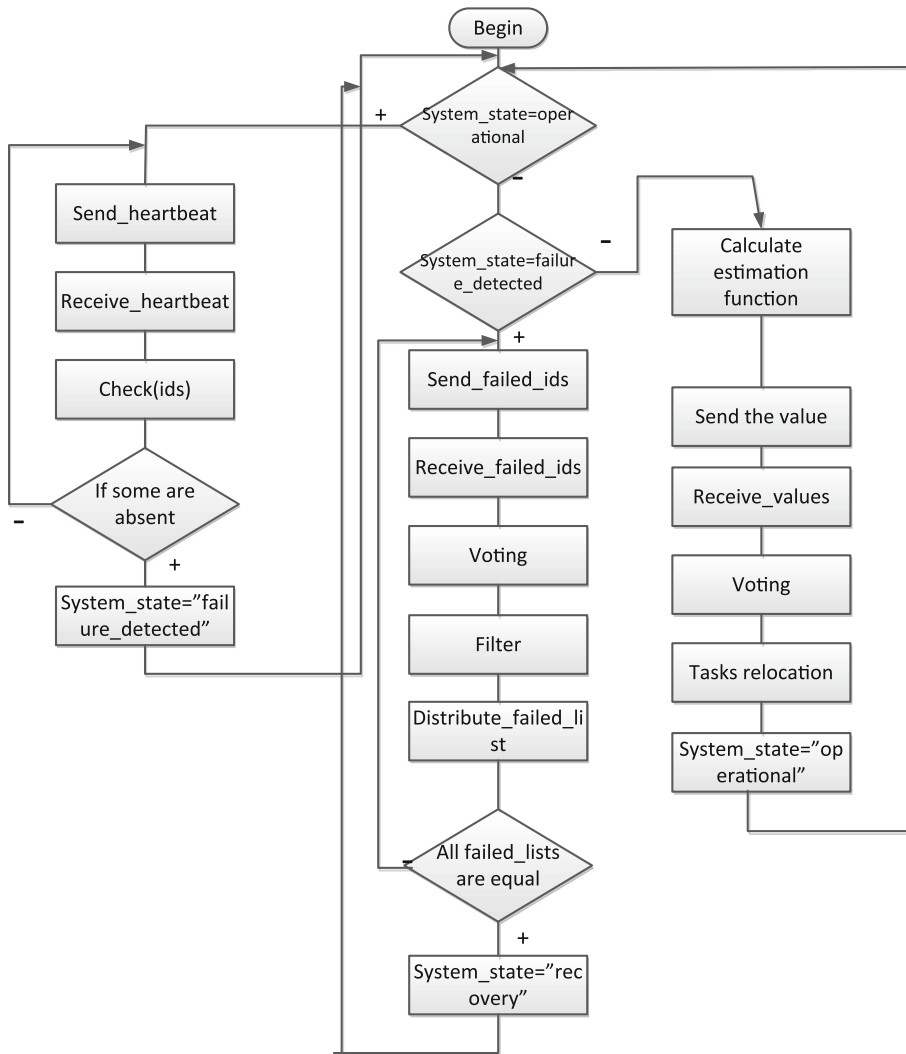 Begin
System_state=oper
ational
+
–
Send_heartbeat
Receive_heartbeat
Check(ids)
If some are
absent
–
+
System_state=”fail
ure_detected”
System_state=failur
e_detected
–
+
Send_failed_ids
Receive_failed_ids
Voting
Filter
Distribute_failed_li
st
All failed_lists
are equal
–
+
System_state=”rec
overy”
Calculate
estimation
function
Send the value
Receive_values
Voting
Tasks relocation
System_state=”op
erational”